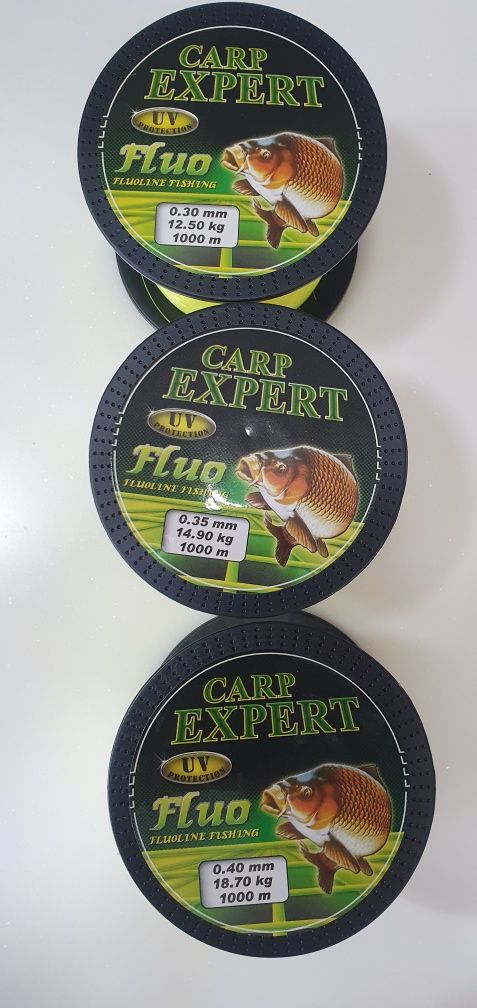 CARP
EXPERT
UV
PROTECTION
Fluo
FLUOLINE FISHING
0.30 mm
12.50 kg
1000 m
CARP
EXPERT
UV
PROTECTION
Fluo
FLUOLINE FISHING
0.35 mm
14.90 kg
1000 m
CARP
EXPERT
UV
PROTECTION
Fluo
FLUOLINE FISHING
0.40 mm
18.70 kg
1000 m